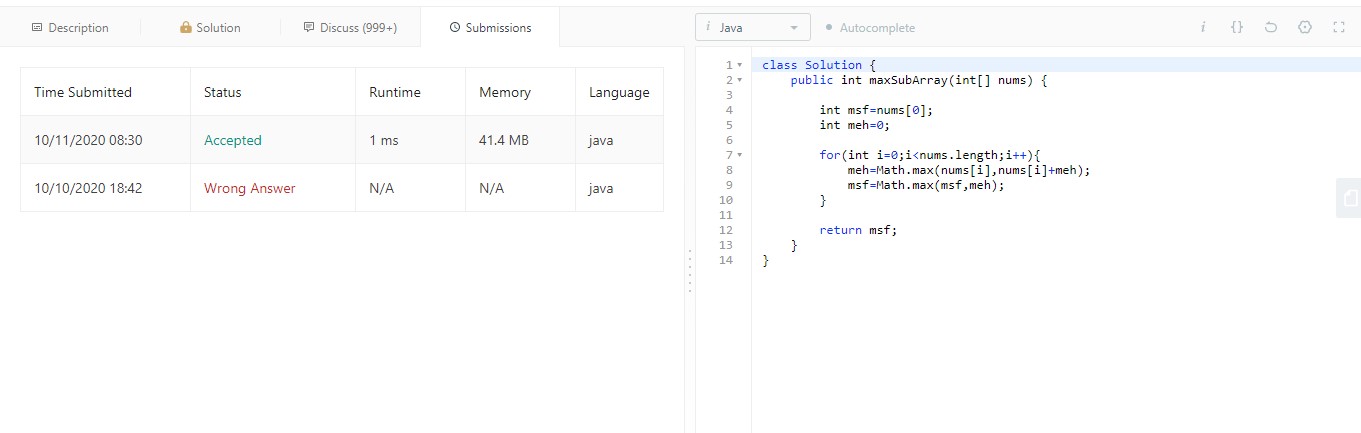 Description Solution Discuss (999+) Submissions
i Java Autocomplete i {}
Time Submitted Status Runtime Memory Language
10/11/2020 08:30 Accepted 1 ms 41.4 MB java
10/10/2020 18:42 Wrong Answer N/A N/A java
1 class Solution {
2 public int maxSubArray(int[] nums) {
3
4 int msf=nums[0];
5 int meh=0;
6
7 for(int i=0;i<nums.length;i++){
8 meh=Math.max(nums[i],nums[i]+meh);
9 msf=Math.max(msf,meh);
10 }
11
12 return msf;
13 }
14 }